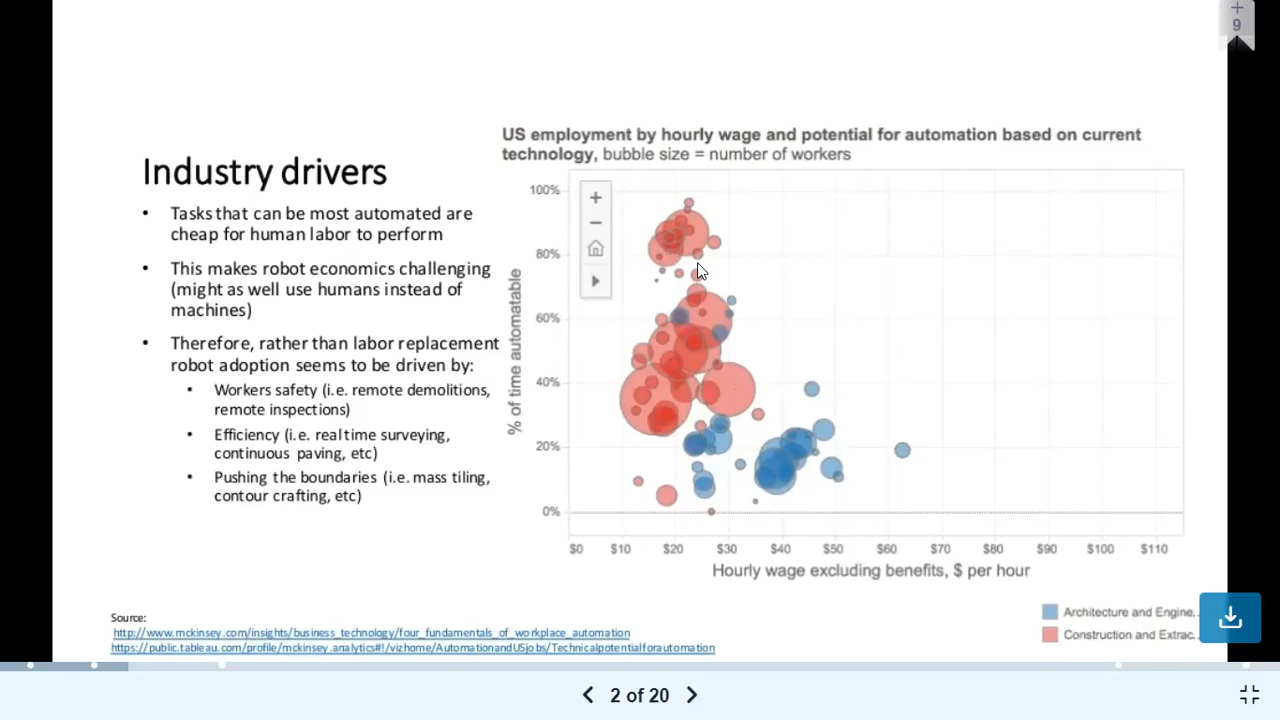 +
9
US employment by hourly wage and potential for automation based on current
technology, bubble size = number of workers
Industry drivers
• Tasks that can be most automated are
cheap for human labor to perform
• This makes robot economics challenging
(might as well use humans instead of
machines)
• Therefore, rather than labor replacement
robot adoption seems to be driven by:
• Workers safety (i.e. remote demolitions,
remote inspections)
• Efficiency (i.e. real time surveying,
continuous paving, etc)
• Pushing the boundaries (i.e. mass tiling,
contour crafting, etc)
% of time automatable
100%
80%
60%
40%
20%
0%
$0 $10 $20 $30 $40 $50 $60 $70 $80 $90 $100 $110
Hourly wage excluding benefits, $ per hour
Architecture and Engine..
Construction and Extrac..
Source:
http://www.mckinsey.com/insights/business_technology/four_fundamentals_of_workplace_automation
https://public.tableau.com/profile/mckinsey.analytics#!/vizhome/AutomationandUSjobs/Technicalpotentialforautomation
2 of 20